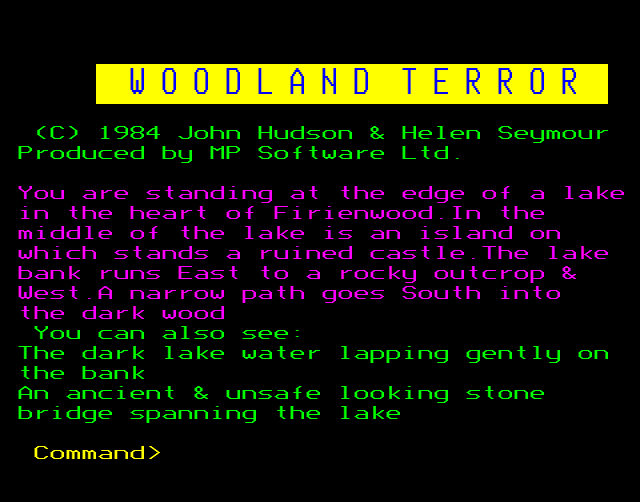 WOODLAND TERROR
(C) 1984 John Hudson & Helen Seymour
Produced by MP Software Ltd.
You are standing at the edge of a lake
in the heart of Firienwood.In the
middle of the lake is an island on
which stands a ruined castle.The lake
bank runs East to a rocky outcrop &
West.A narrow path goes South into
the dark wood
You can also see:
The dark lake water lapping gently on
the bank
An ancient & unsafe looking stone
bridge spanning the lake
Command>